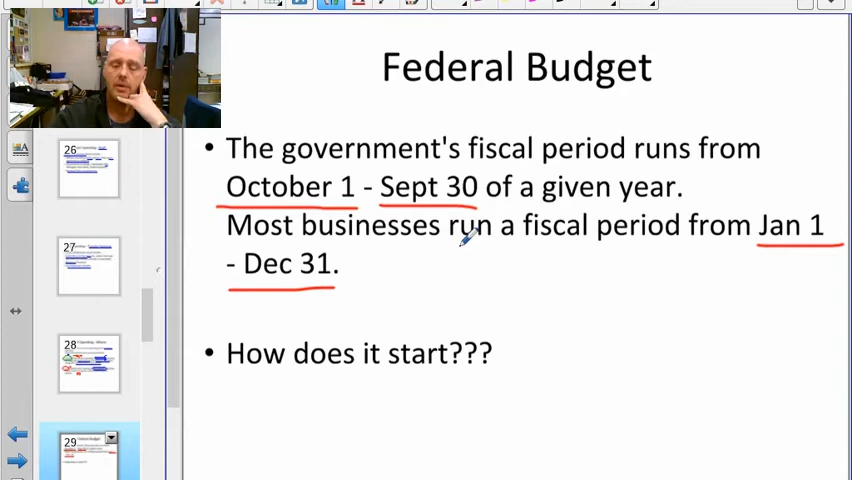 Federal Budget
• The government's fiscal period runs from
October 1 - Sept 30 of a given year.
Most businesses run a fiscal period from Jan 1
- Dec 31.
• How does it start???
26
27
28
29